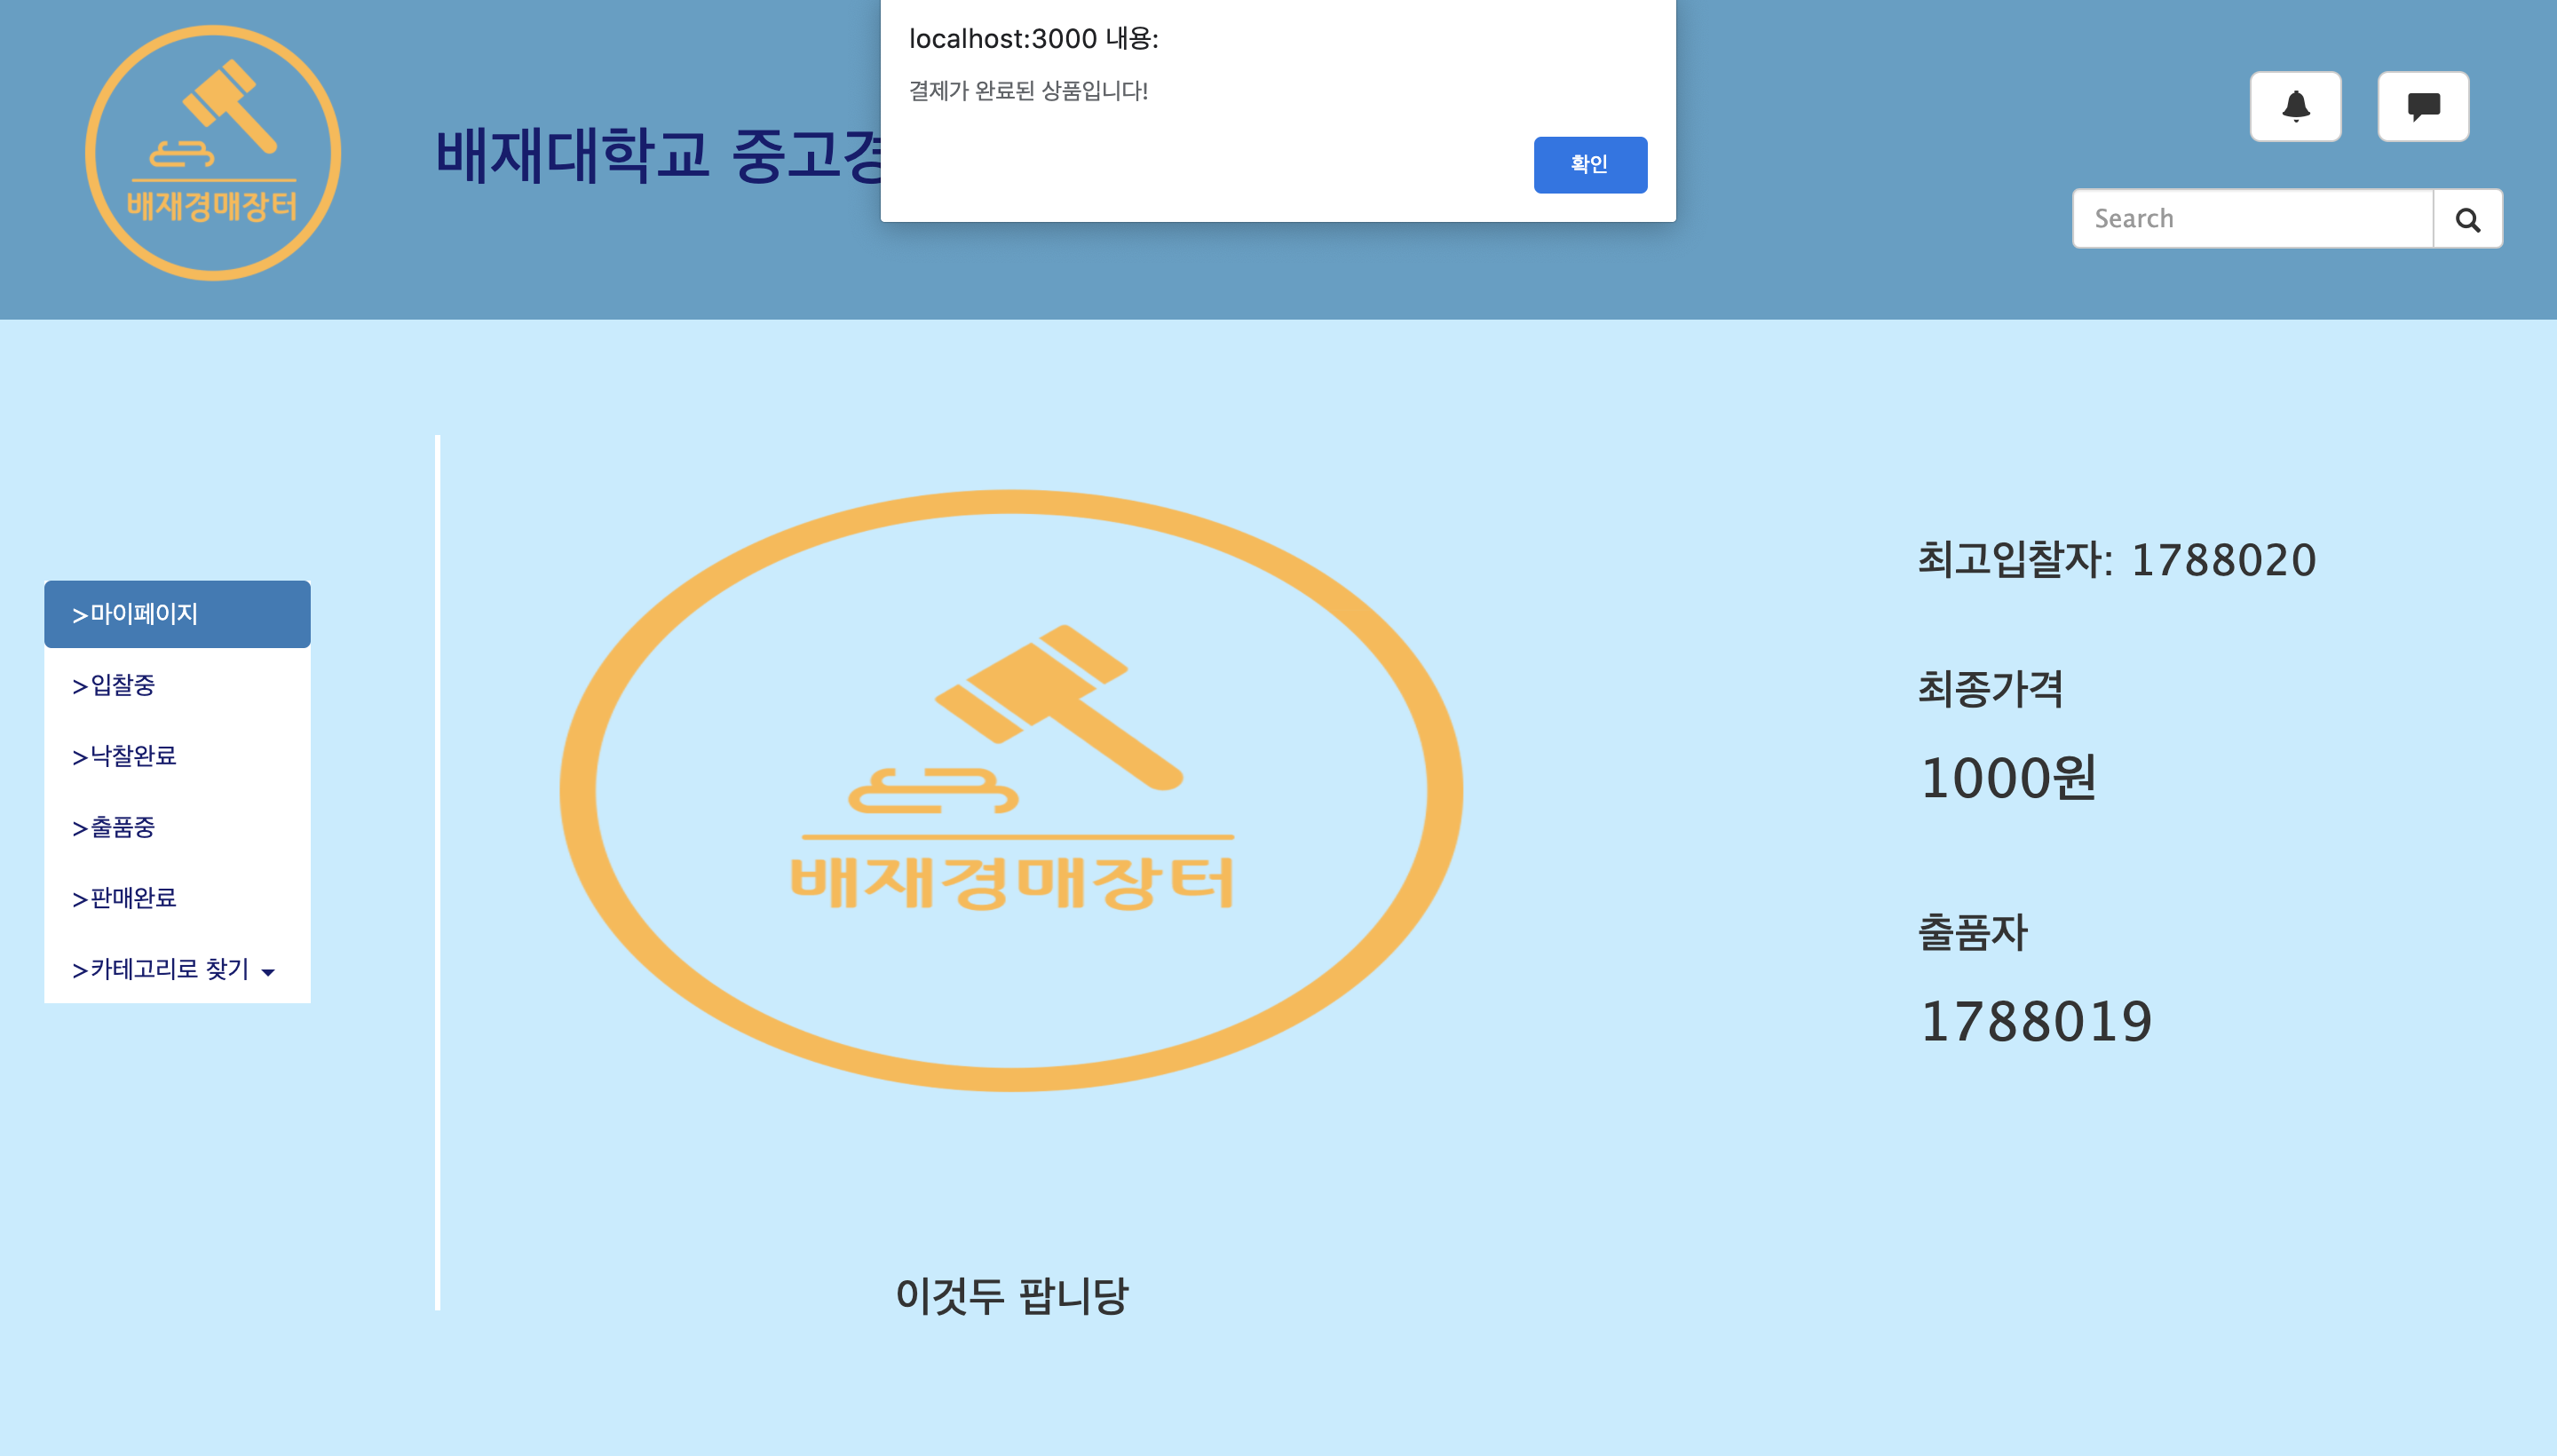 localhost:3000 내용:
결제가 완료된 상품입니다!
확인
배재경매장터
배재대학교 중고
Search
>마이페이지
>입찰중
>낙찰완료
>출품중
>판매완료
>카테고리로 찾기
배재경매장터
이것두 팝니당
최고입찰자: 1788020
최종가격
1000원
출품자
1788019